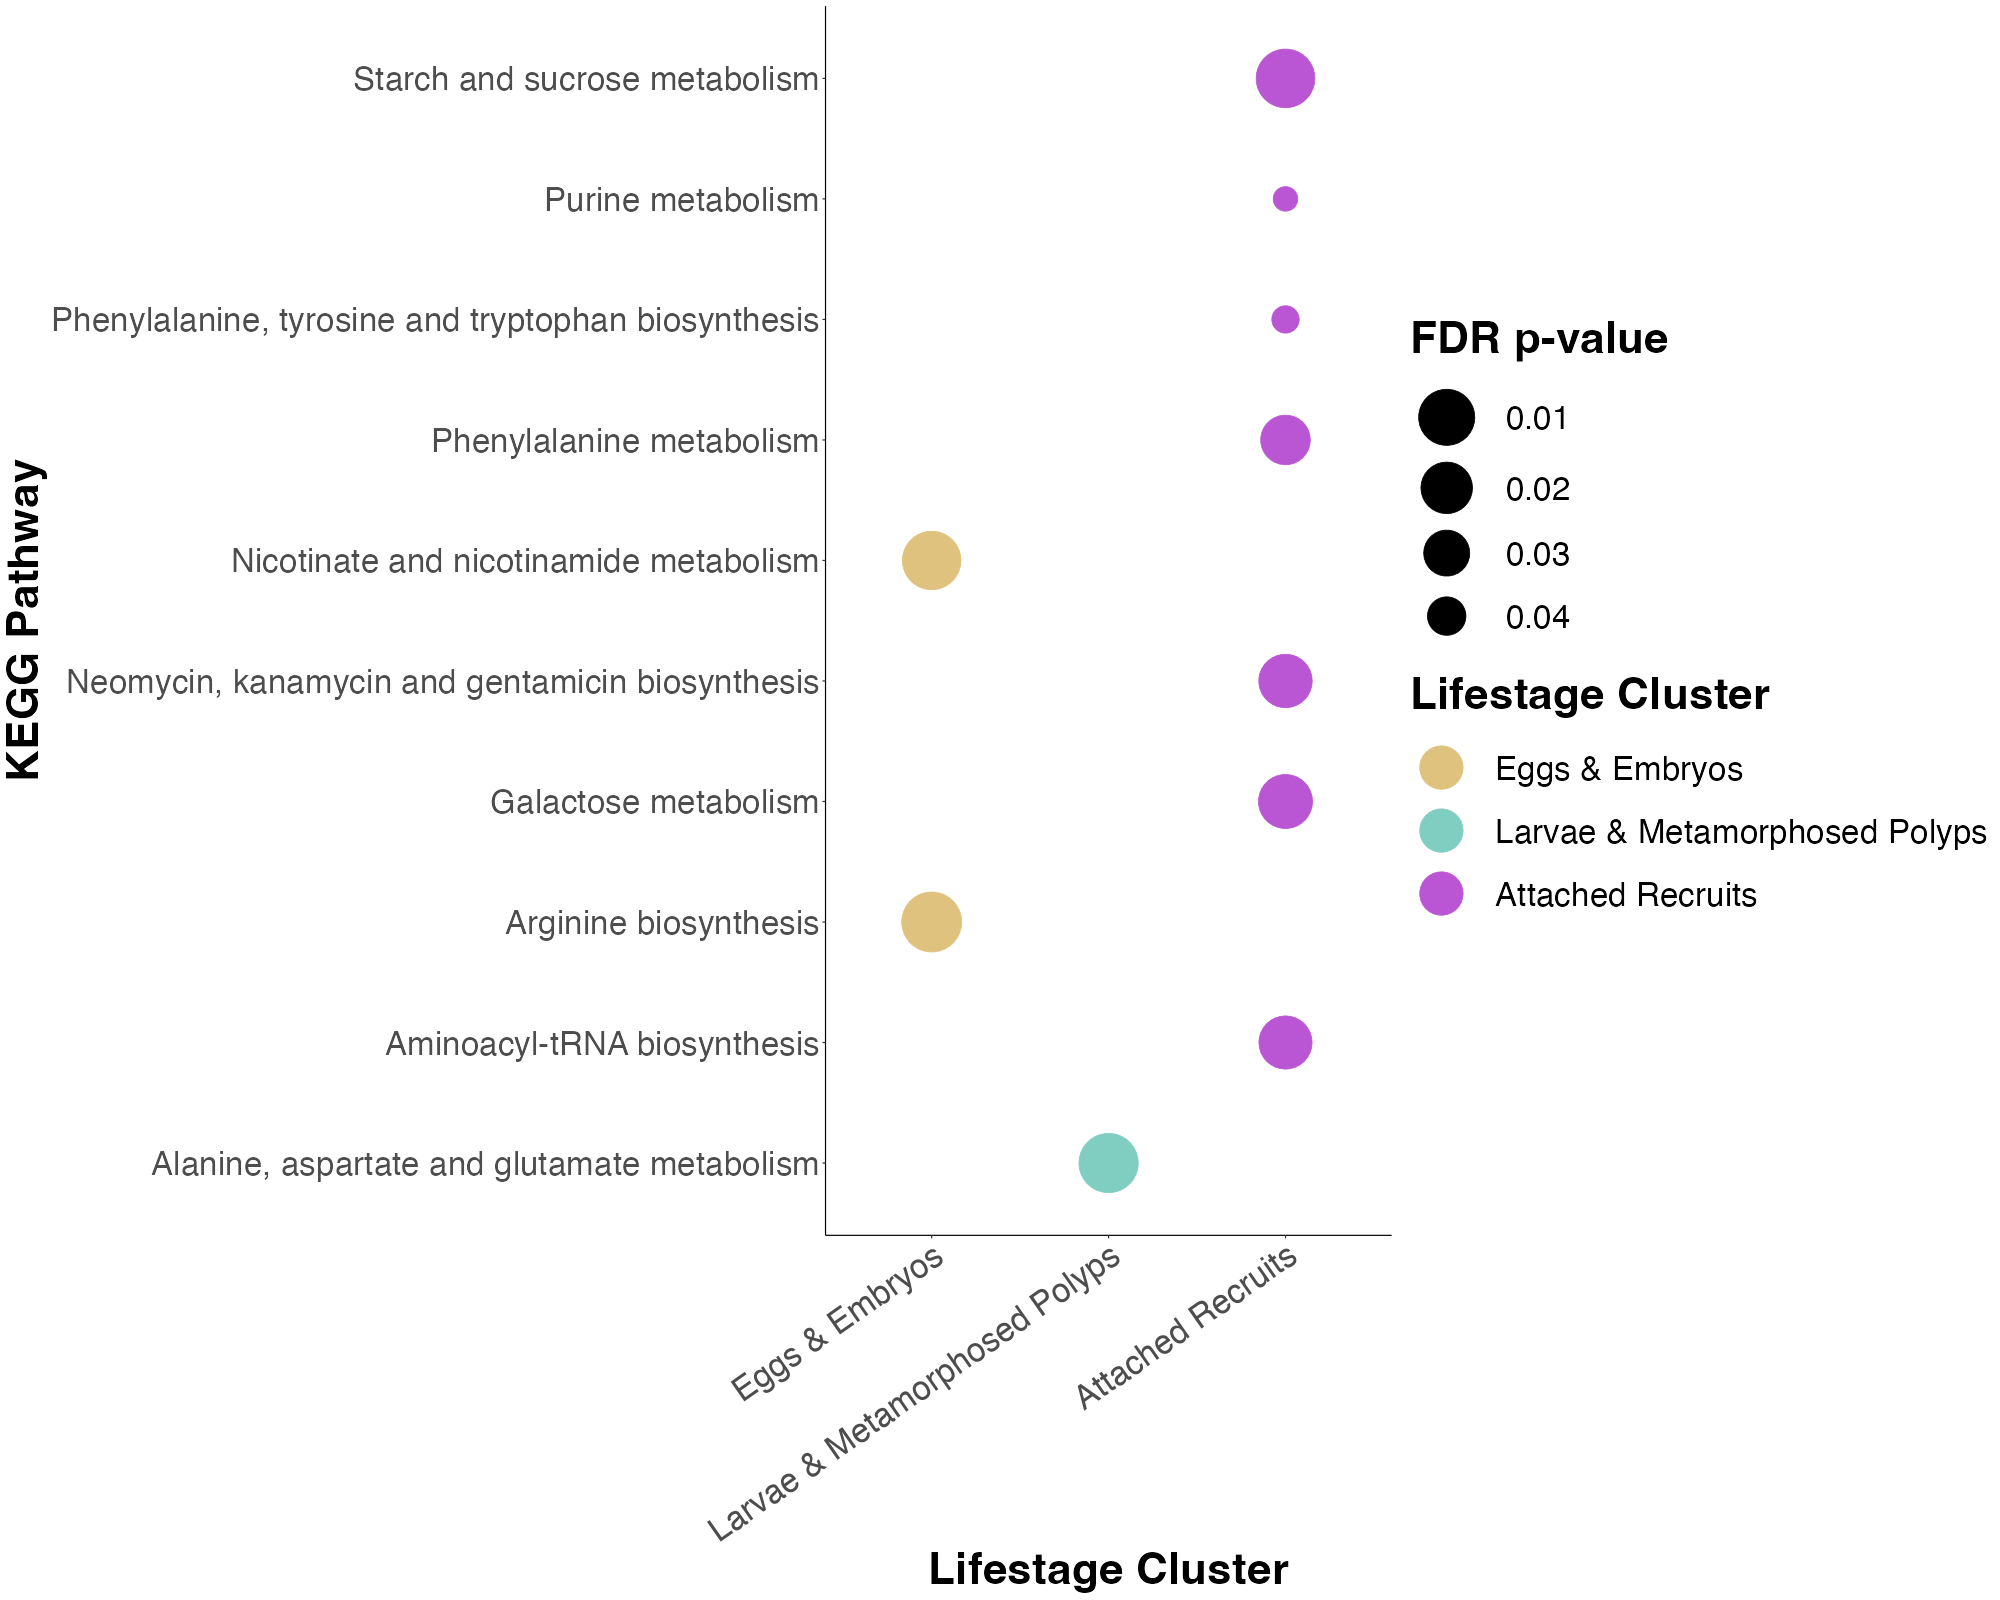 KEGG Pathway
Starch and sucrose metabolism
Purine metabolism
Phenylalanine, tyrosine and tryptophan biosynthesis
Phenylalanine metabolism
Nicotinate and nicotinamide metabolism
Neomycin, kanamycin and gentamicin biosynthesis
Galactose metabolism
Arginine biosynthesis
Aminoacyl-tRNA biosynthesis
Alanine, aspartate and glutamate metabolism
Eggs & Embryos
Larvae & Metamorphosed Polyps
Attached Recruits
Lifestage Cluster
FDR p-value
0.01
0.02
0.03
0.04
Lifestage Cluster
Eggs & Embryos
Larvae & Metamorphosed Polyps
Attached Recruits